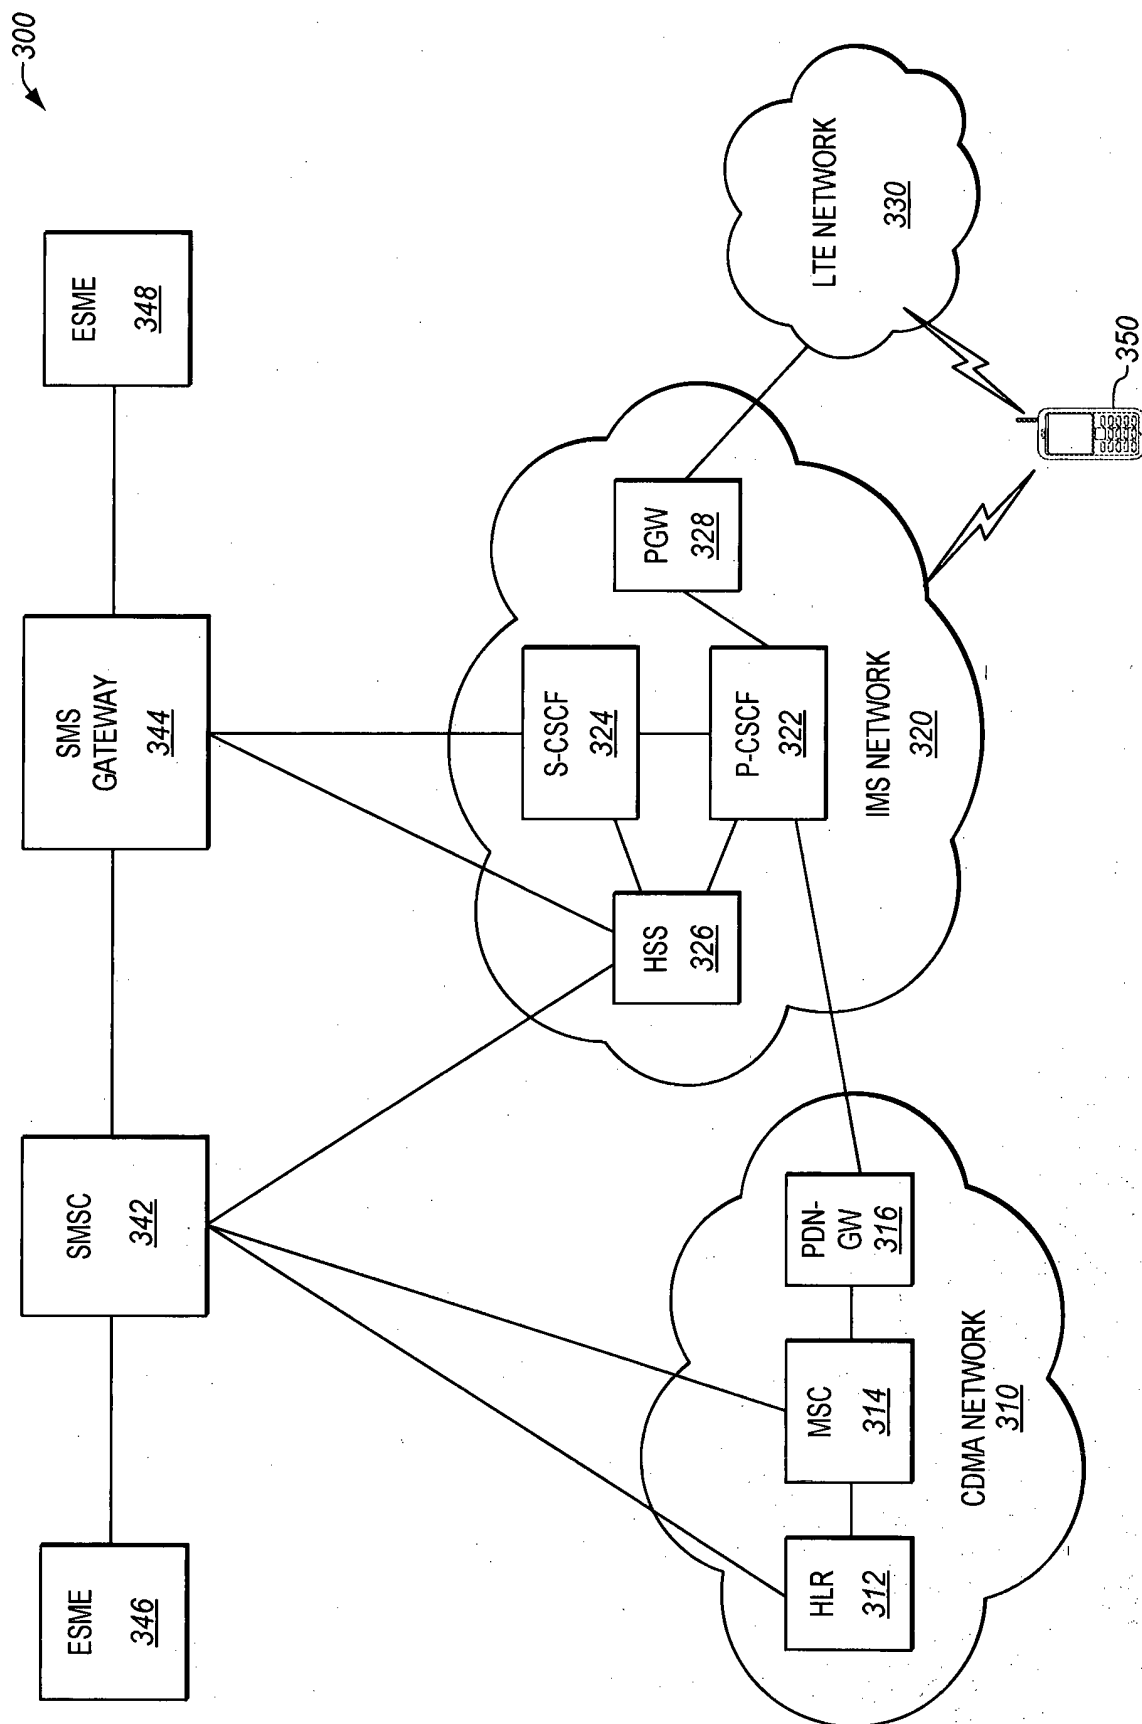 300
ESME
346
SMSC
342
SMS
GATEWAY
344
ESME
348
HLR
312
MSC
314
PDN-
GW
316
CDMA NETWORK
310
HSS
326
S-CSCF
324
P-CSCF
322
PGW
328
IMS NETWORK
320
LTE NETWORK
330
350